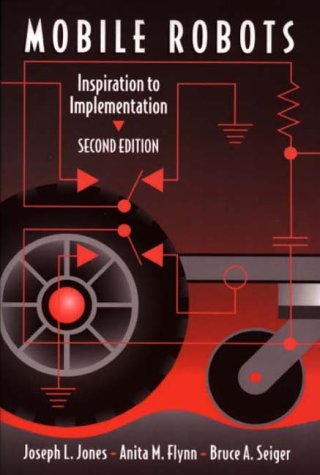 MOBILE ROBOTS
Inspiration to
Implementation
SECOND EDITION
Joseph L. Jones - Anita M. Flynn - Bruce A. Seiger